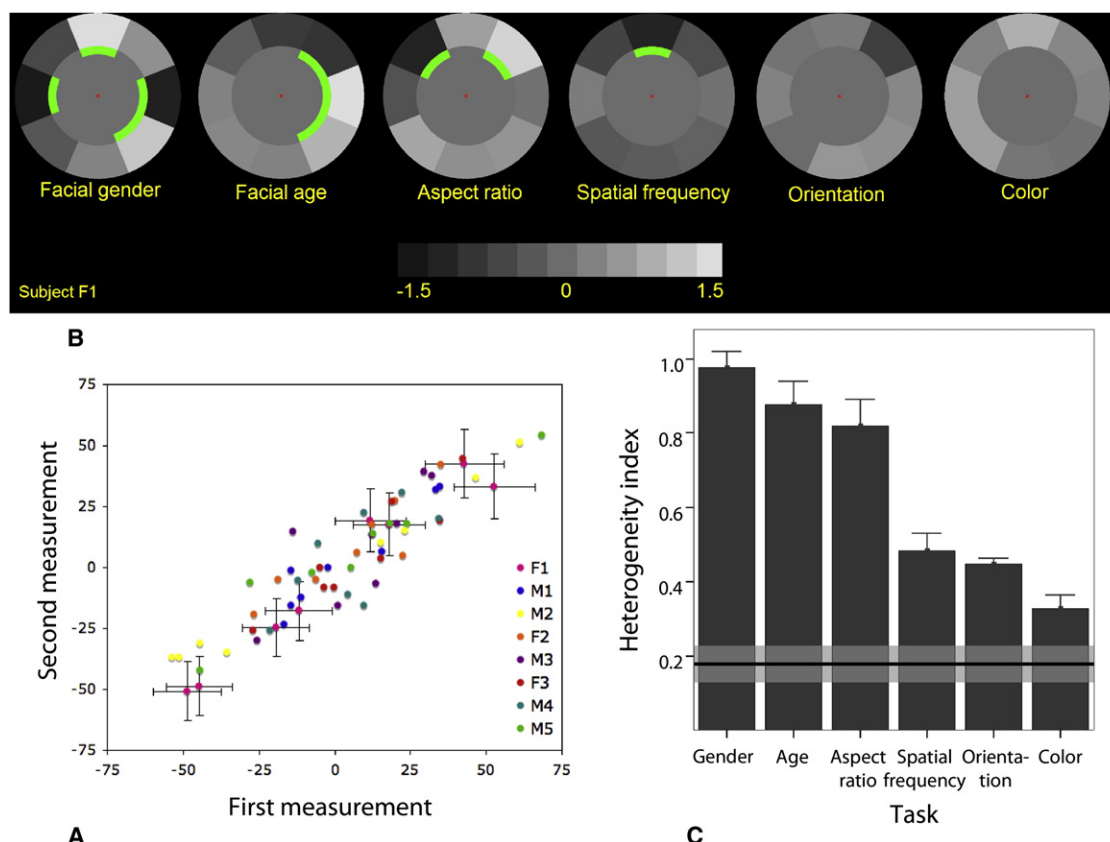 Facial gender
Facial age
Aspect ratio
Spatial frequency
Orientation
Color
Subject F1
-1.5
0
1.5
B
75
50
25
0
-25
-50
-75
-75
-50
-25
0
25
50
75
Second measurement
First measurement
F1
M1
M2
F2
M3
F3
M4
M5
A
1.0
0.8
0.6
0.4
0.2
Heterogeneity index
Gender
Age
Aspect
ratio
Spatial
frequency
Orienta-
tion
Color
Task
C